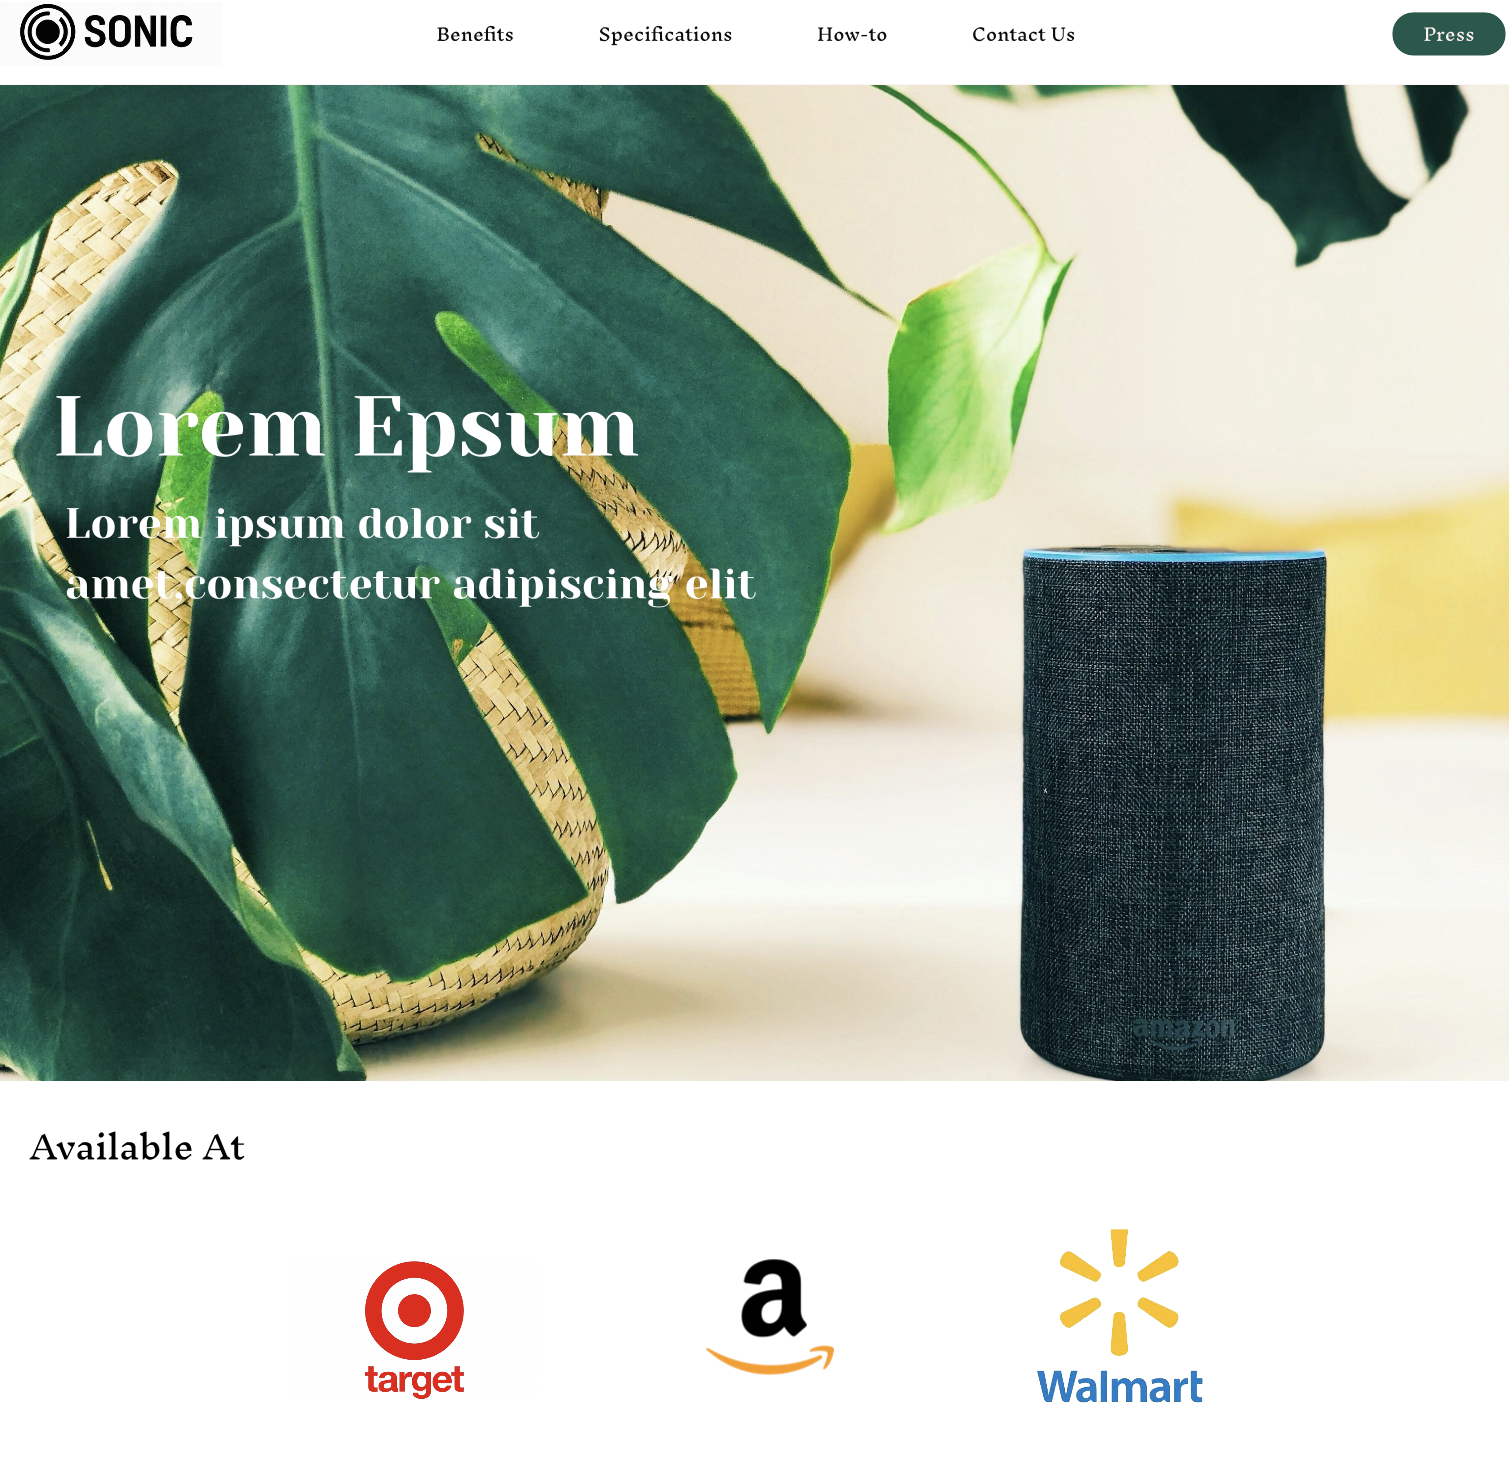 SONIC
Benefits
Specifications
How-to
Contact Us
Press
Lorem Epsum
Lorem ipsum dolor sit
amet,consectetur adipiscing elit
amazon
Available At
target
a
Walmart